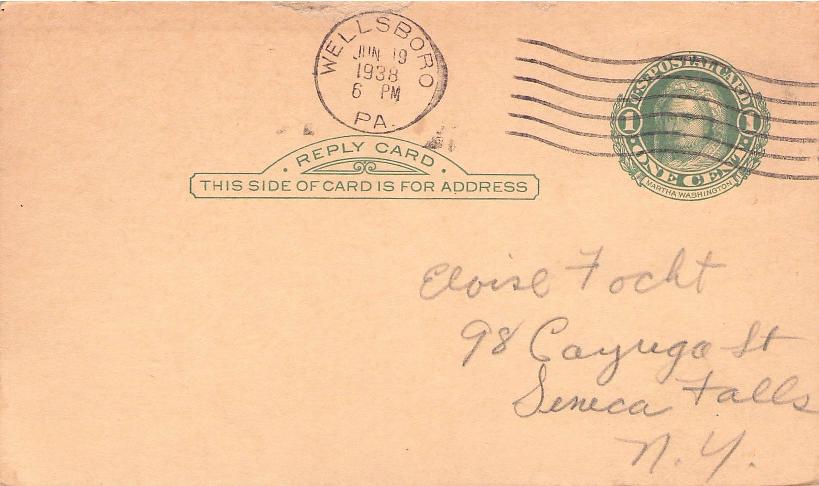 WELLSBORO
JUN 19
1938
6 PM
PA.
U.S. POSTAL CARD
1 1
ONE CENT
MARTHA WASHINGTON
· REPLY CARD ·
THIS SIDE OF CARD IS FOR ADDRESS
Eloise Focht
98 Cayuga St
Seneca Falls
N.Y.